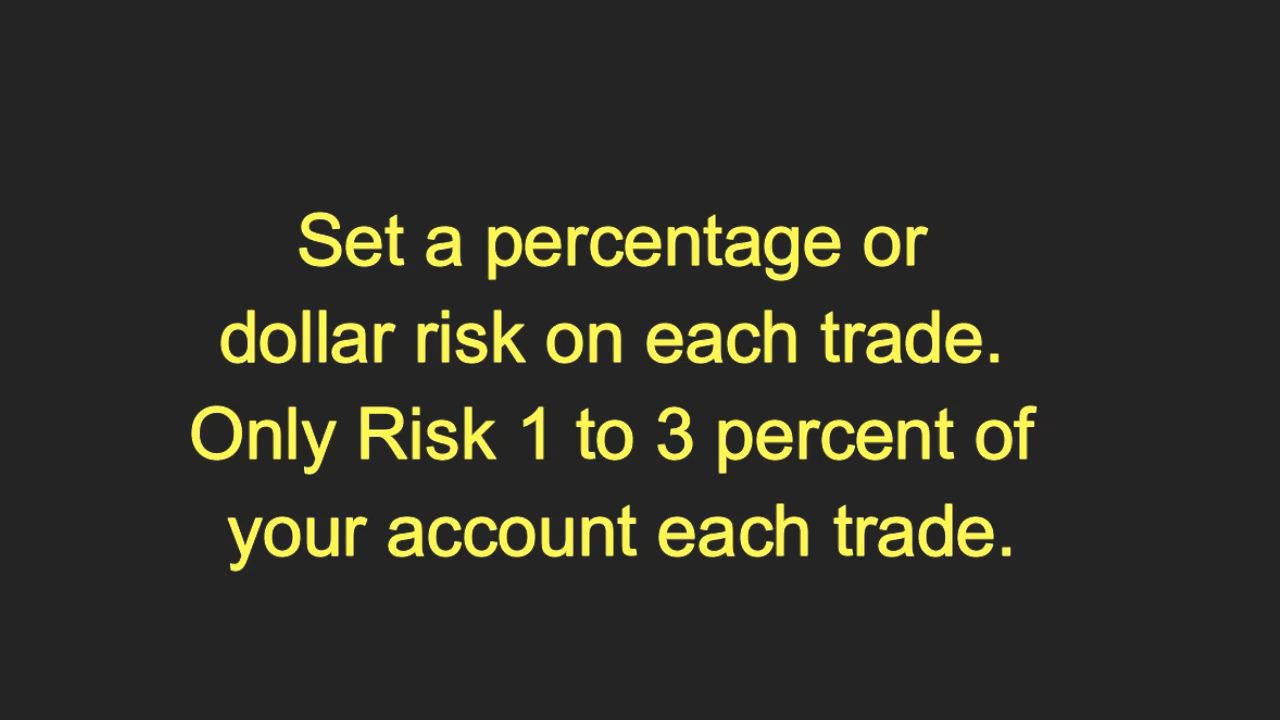 Set a percentage or
dollar risk on each trade.
Only Risk 1 to 3 percent of
your account each trade.